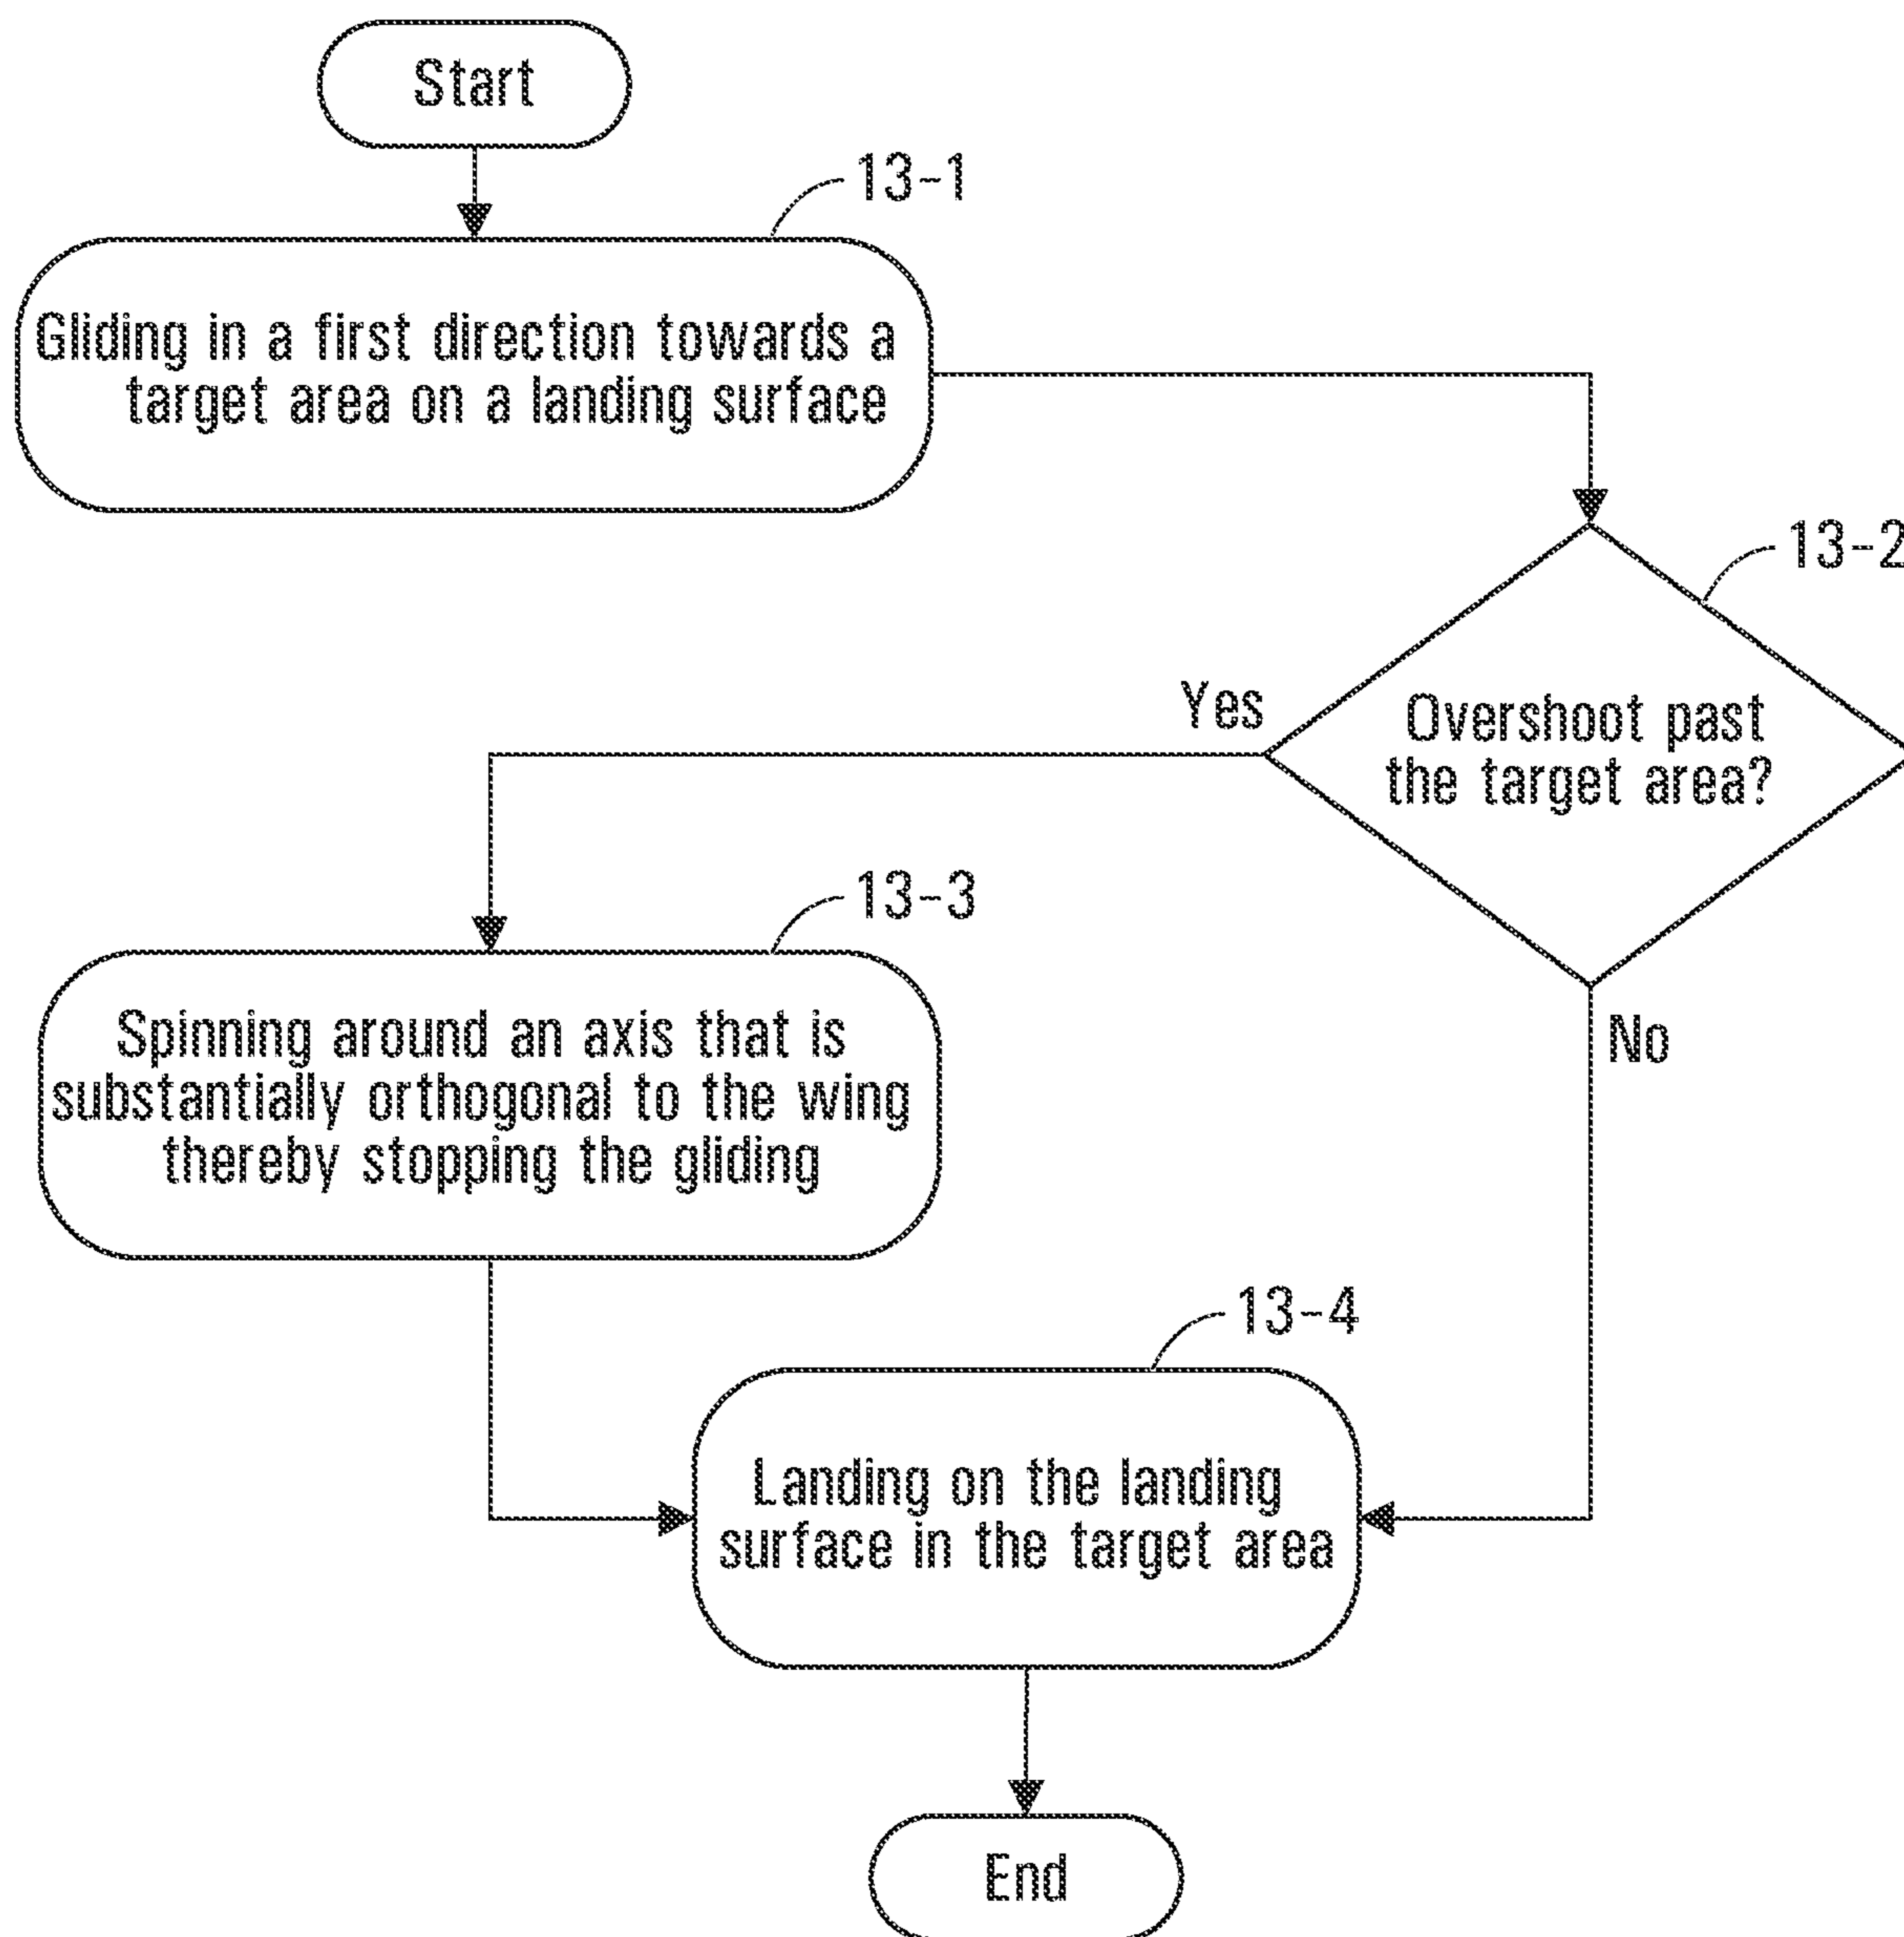 Start
13-1
Gliding in a first direction towards a
target area on a landing surface
13-2
Yes
Overshoot past
the target area?
13-3
No
Spinning around an axis that is
substantially orthogonal to the wing
thereby stopping the gliding
13-4
Landing on the landing
surface in the target area
End